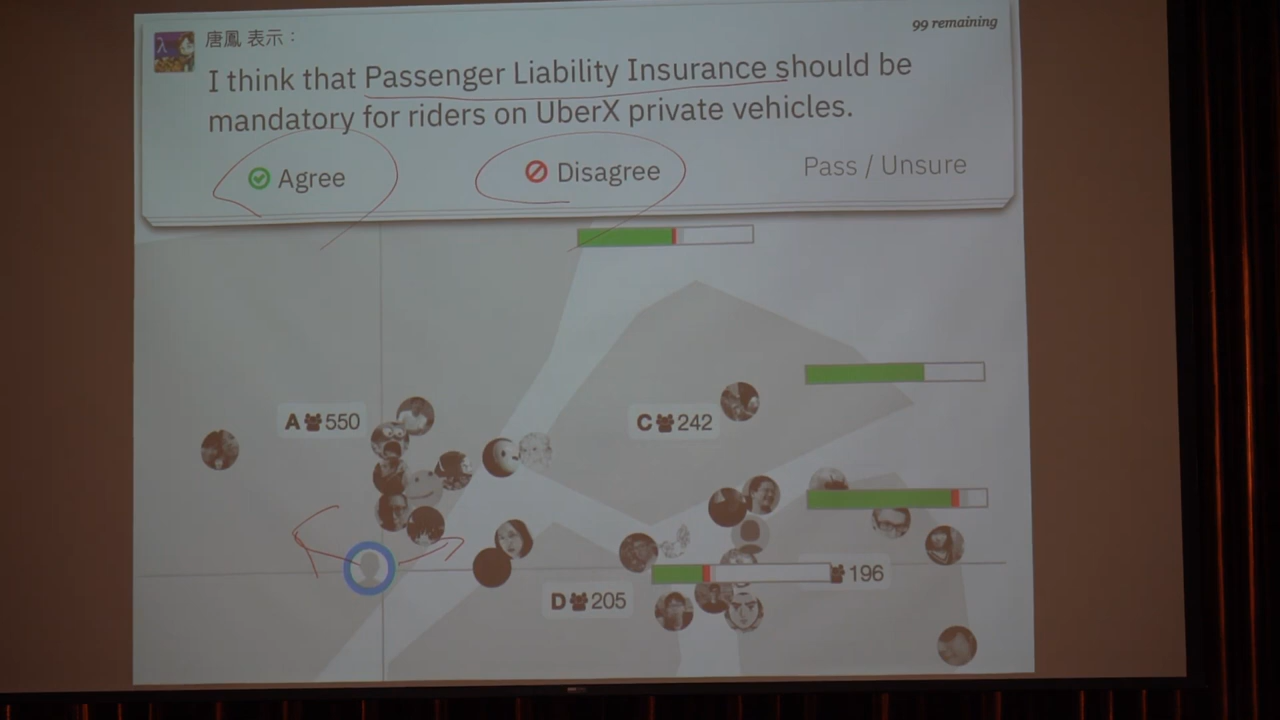 唐鳳 表示：
99 remaining
I think that Passenger Liability Insurance should be
mandatory for riders on UberX private vehicles.
Agree
Disagree
Pass / Unsure
A 550
C 242
D 205
196